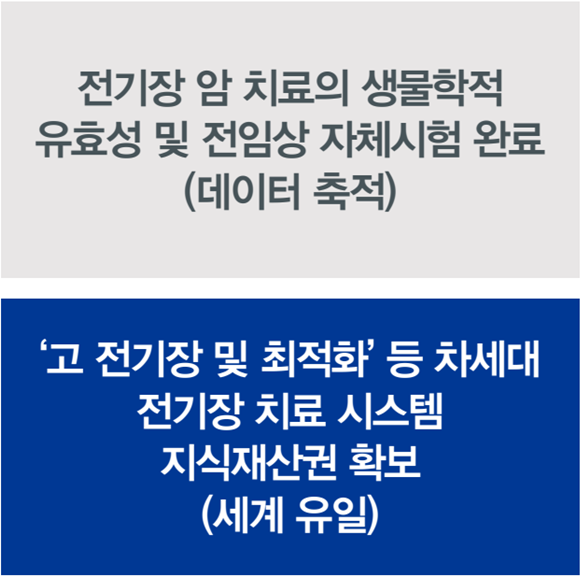 전기장 암 치료의 생물학적
유효성 및 전임상 자체시험 완료
(데이터 축적)
‘고 전기장 및 최적화’ 등 차세대
전기장 치료 시스템
지식재산권 확보
(세계 유일)